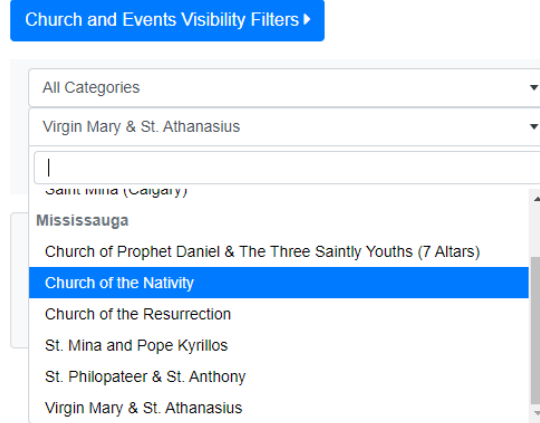 Church and Events Visibility Filters
All Categories
Virgin Mary & St. Athanasius
Saint Mina (Calgary)
Mississauga
Church of Prophet Daniel & The Three Saintly Youths (7 Altars)
Church of the Nativity
Church of the Resurrection
St. Mina and Pope Kyrillos
St. Philopateer & St. Anthony
Virgin Mary & St. Athanasius